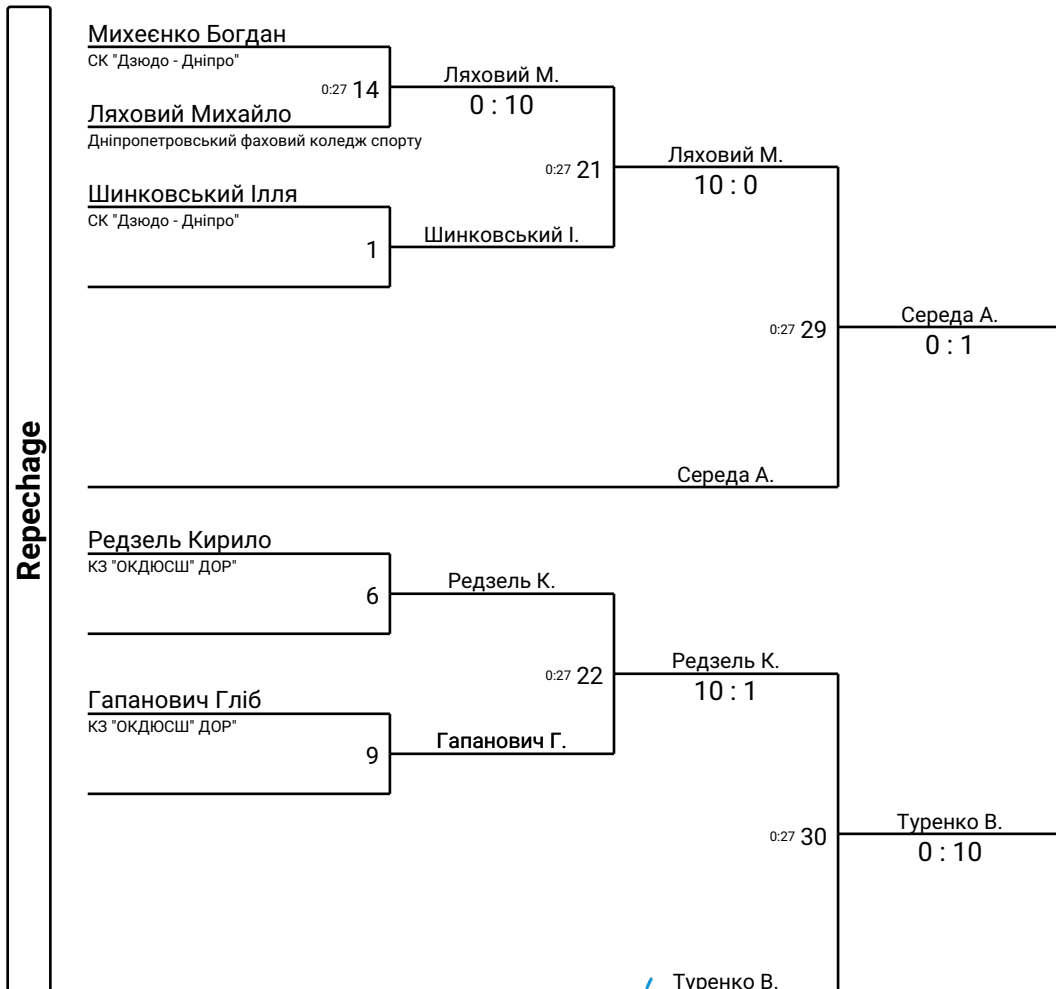 Repechage
Михеєнко Богдан
СК "Дзюдо - Дніпро"
0:27 14
Ляховий М.
0 : 10
Ляховий Михайло
Дніпропетровський фаховий коледж спорту
0:27 21
Ляховий М.
10 : 0
Шинковський Ілля
СК "Дзюдо - Дніпро"
1
Шинковський І.
0:27 29
Середа А.
0 : 1
Середа А.
Редзель Кирило
КЗ "ОКДЮСШ" ДОР"
6
Редзель К.
0:27 22
Редзель К.
10 : 1
Гапанович Гліб
КЗ "ОКДЮСШ" ДОР"
9
Гапанович Г.
0:27 30
Туренко В.
0 : 10
Туренко В.